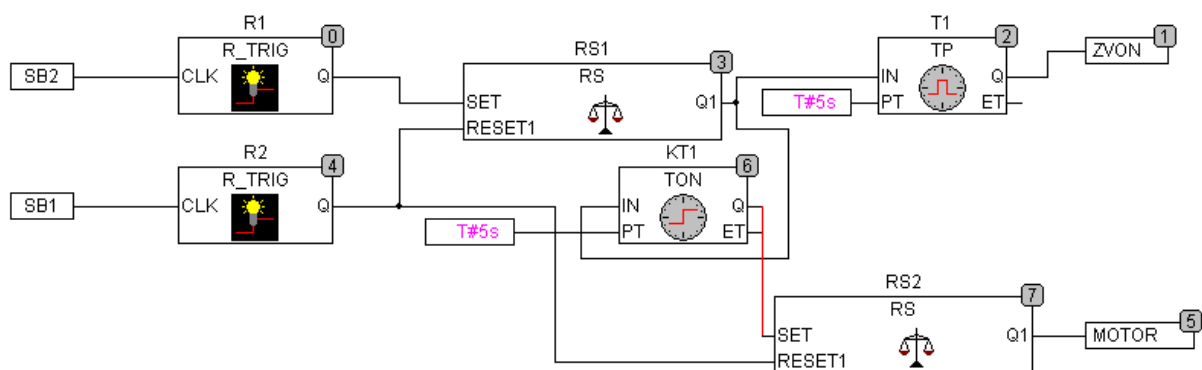 R1
0
R_TRIG
SB2
CLK
Q
RS1
3
RS
SET
Q1
RESET1
T1
2
TP
IN
Q
T#5s
PT
ET
1
ZVON
R2
4
R_TRIG
SB1
CLK
Q
KT1
6
TON
IN
Q
T#5s
PT
ET
RS2
7
RS
SET
Q1
RESET1
5
MOTOR